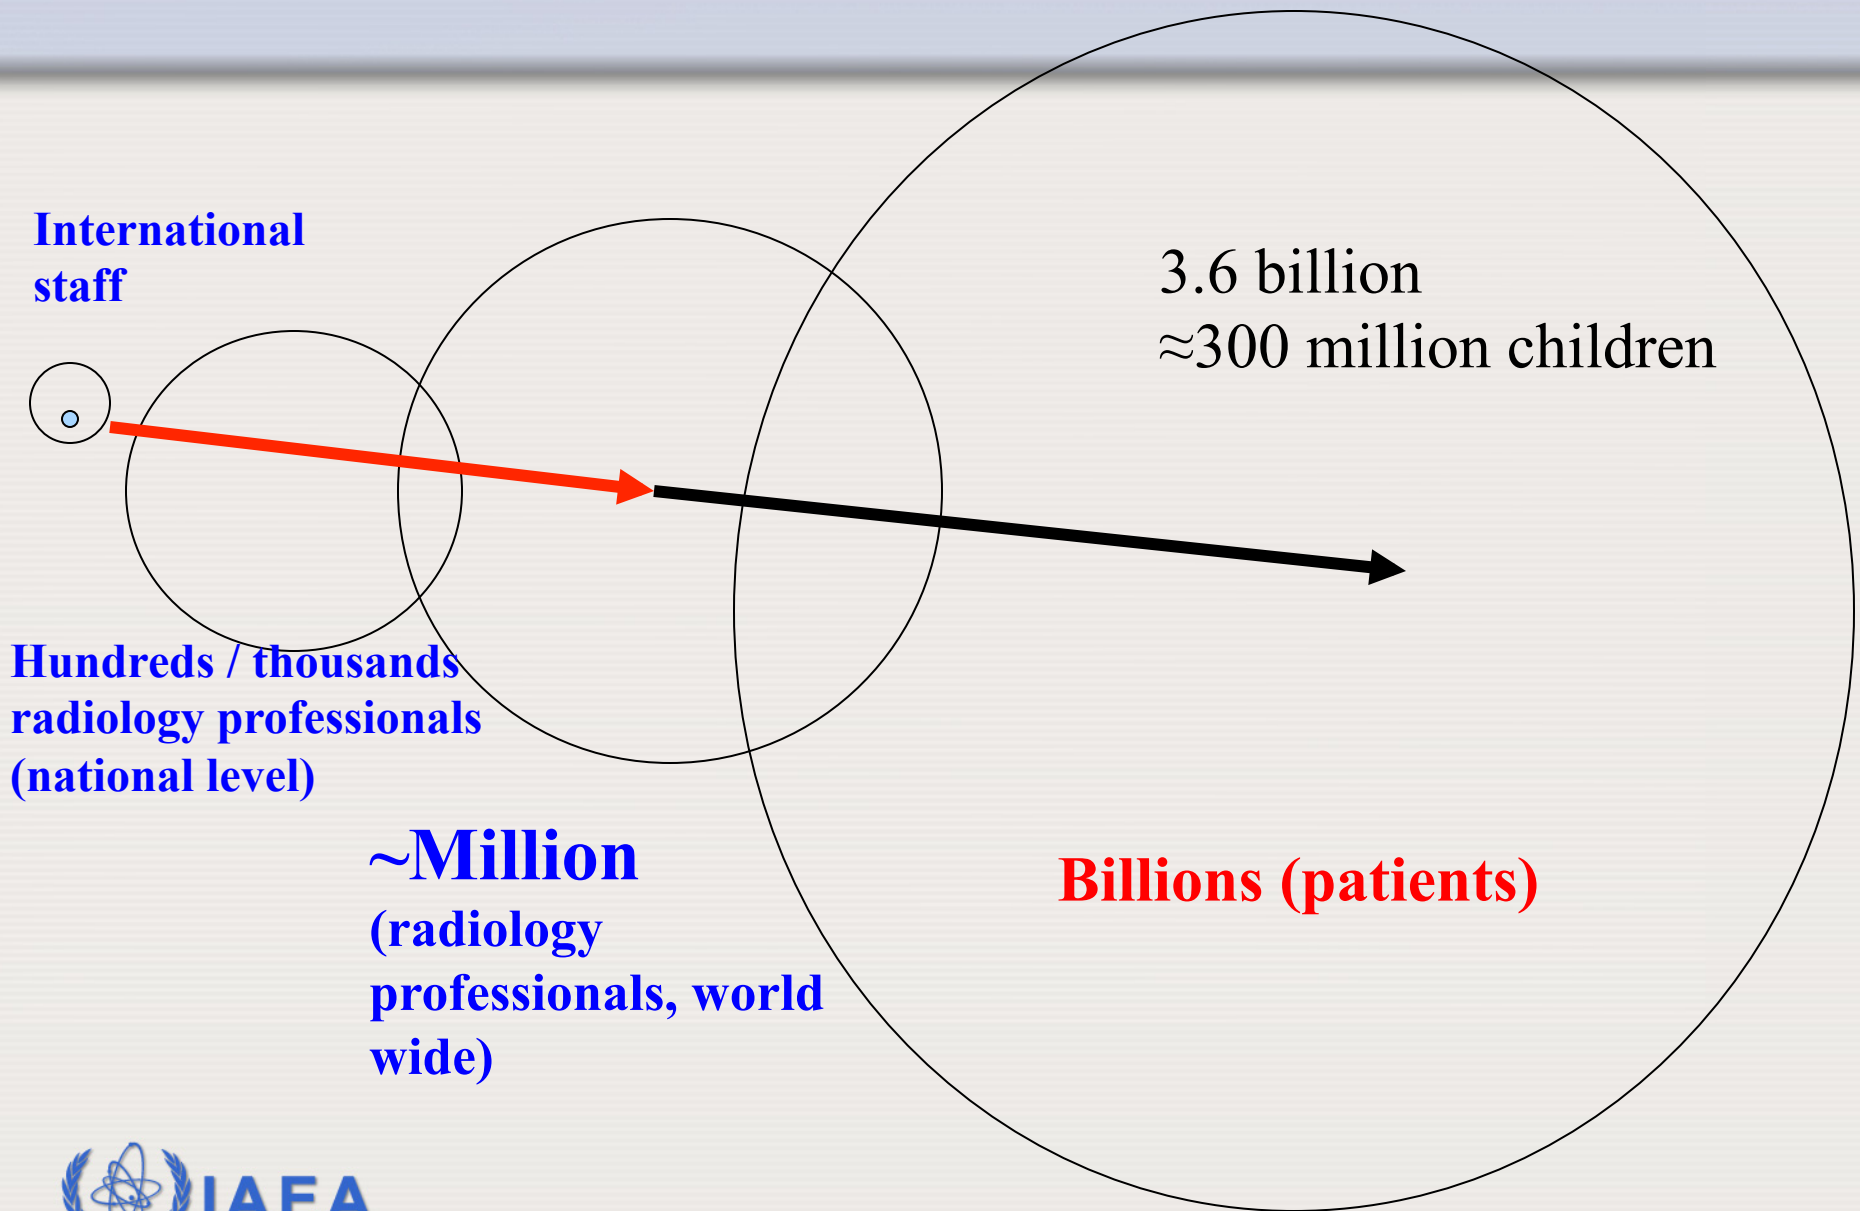 International
staff
3.6 billion
≈300 million children
Hundreds / thousands
radiology professionals
(national level)
~Million
(radiology
professionals, world
wide)
Billions (patients)
IAEA